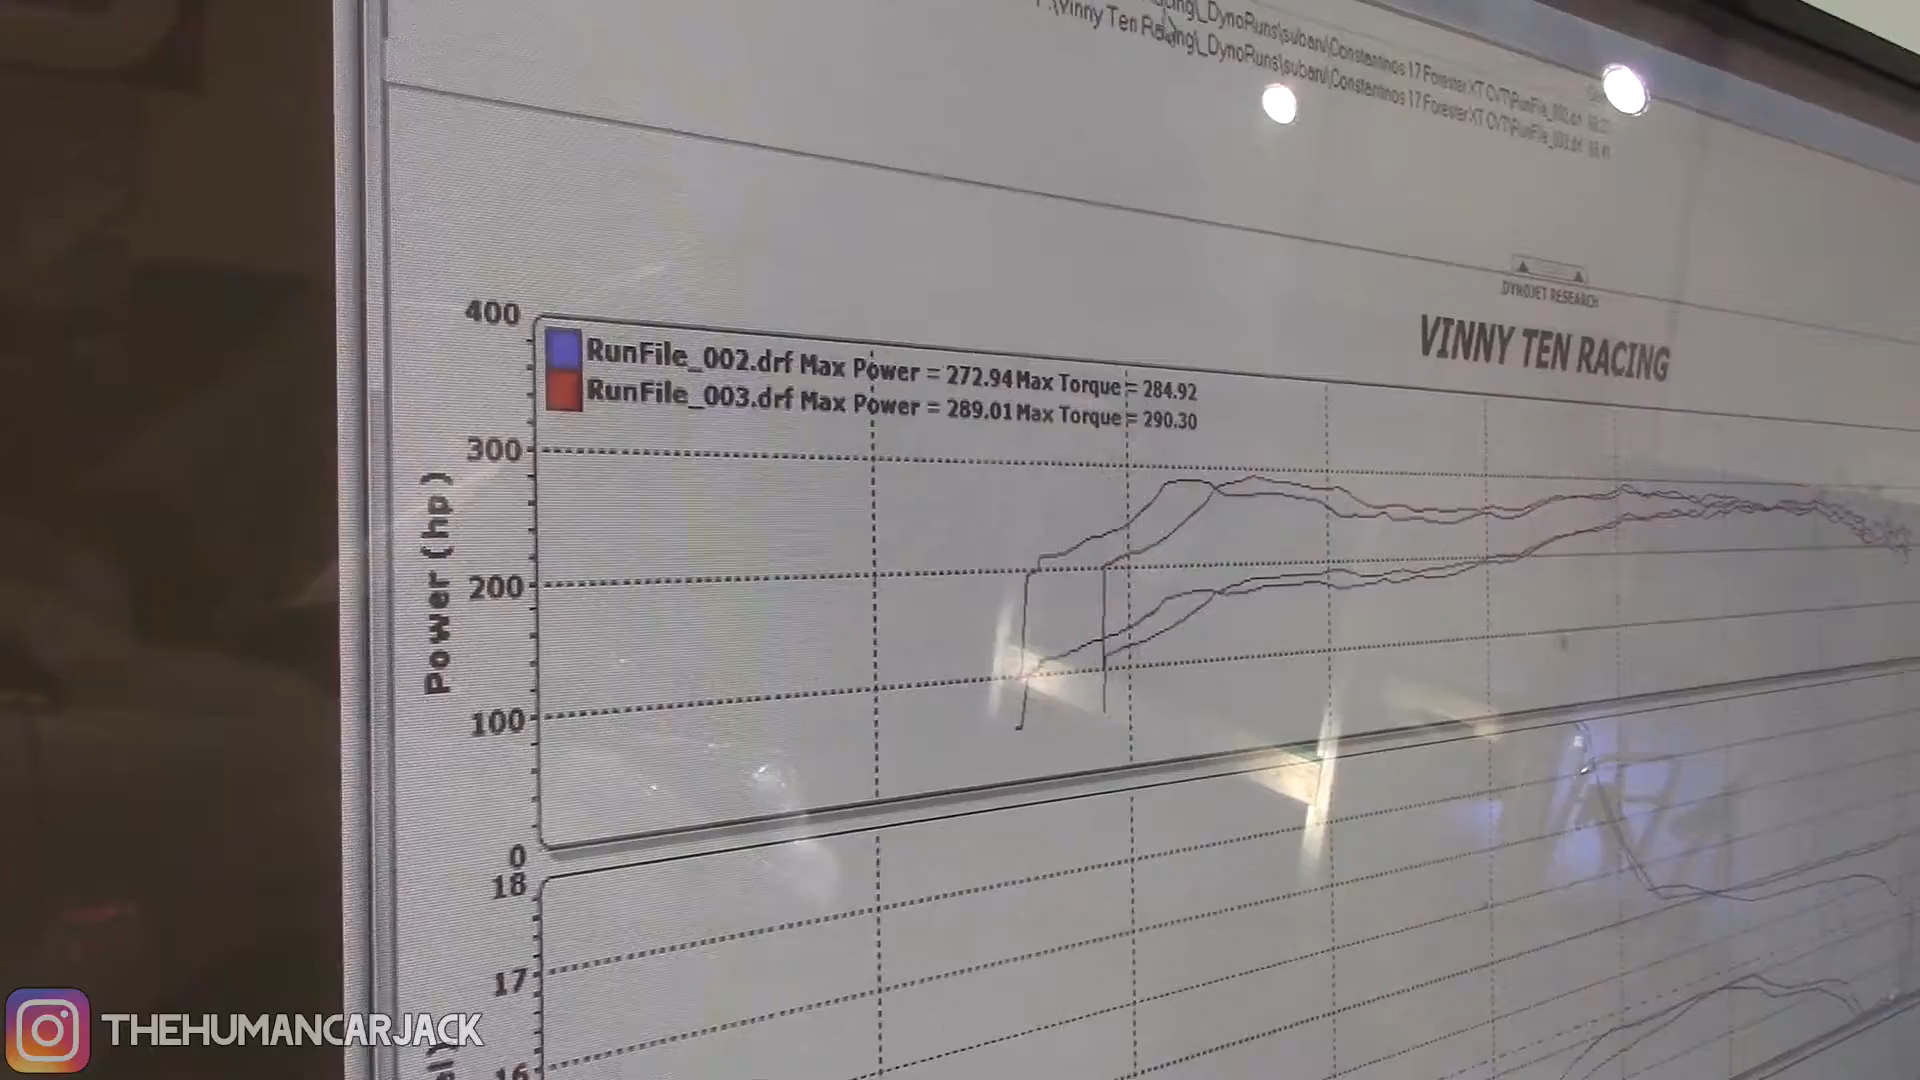 \_DynoRuns\subaru\Constantinos 17 Forester XT CVT\RunFile_002.drf
\Vinny Ten Racing\_DynoRuns\subaru\Constantinos 17 Forester XT CVT\RunFile_003.drf
DYNOJET RESEARCH
VINNY TEN RACING
400
RunFile_002.drf Max Power = 272.94 Max Torque = 284.92
RunFile_003.drf Max Power = 289.01 Max Torque = 290.30
300
Power (hp)
200
100
0
18
17
16
THEHUMANCARJACK